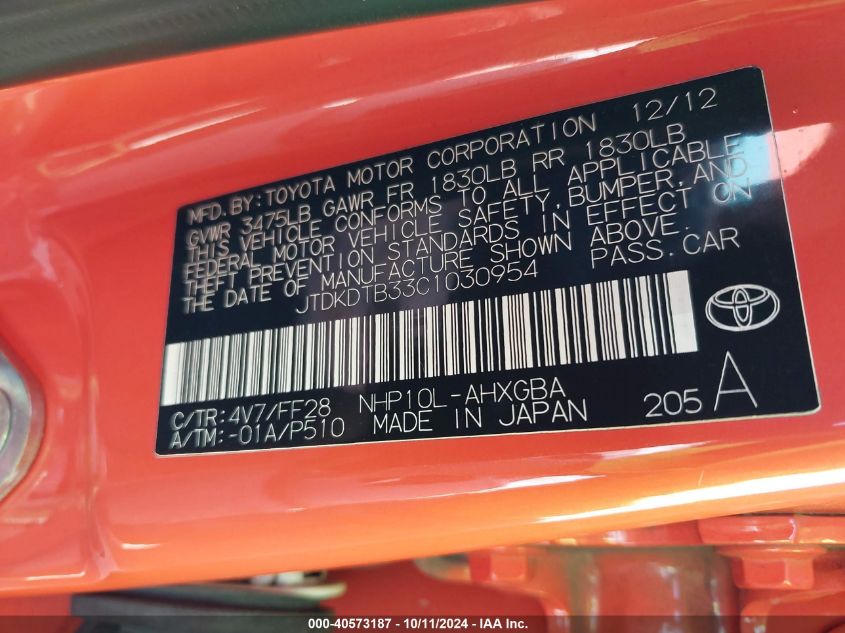 MFD. BY: TOYOTA MOTOR CORPORATION 12/12
GVWR 3475LB GAWR FR 1830LB RR 1830LB
THIS VEHICLE CONFORMS TO ALL APPLICABLE
FEDERAL MOTOR VEHICLE SAFETY, BUMPER, AND
THEFT PREVENTION STANDARDS IN EFFECT ON
THE DATE OF MANUFACTURE SHOWN ABOVE.
JTDKDTB33C1030954 PASS. CAR
C/TR: 4V7/FF28 NHP10L-AHXGBA
A/TM: -01A/P510 MADE IN JAPAN 205 A
000-40573187 - 10/11/2024 - IAA Inc.